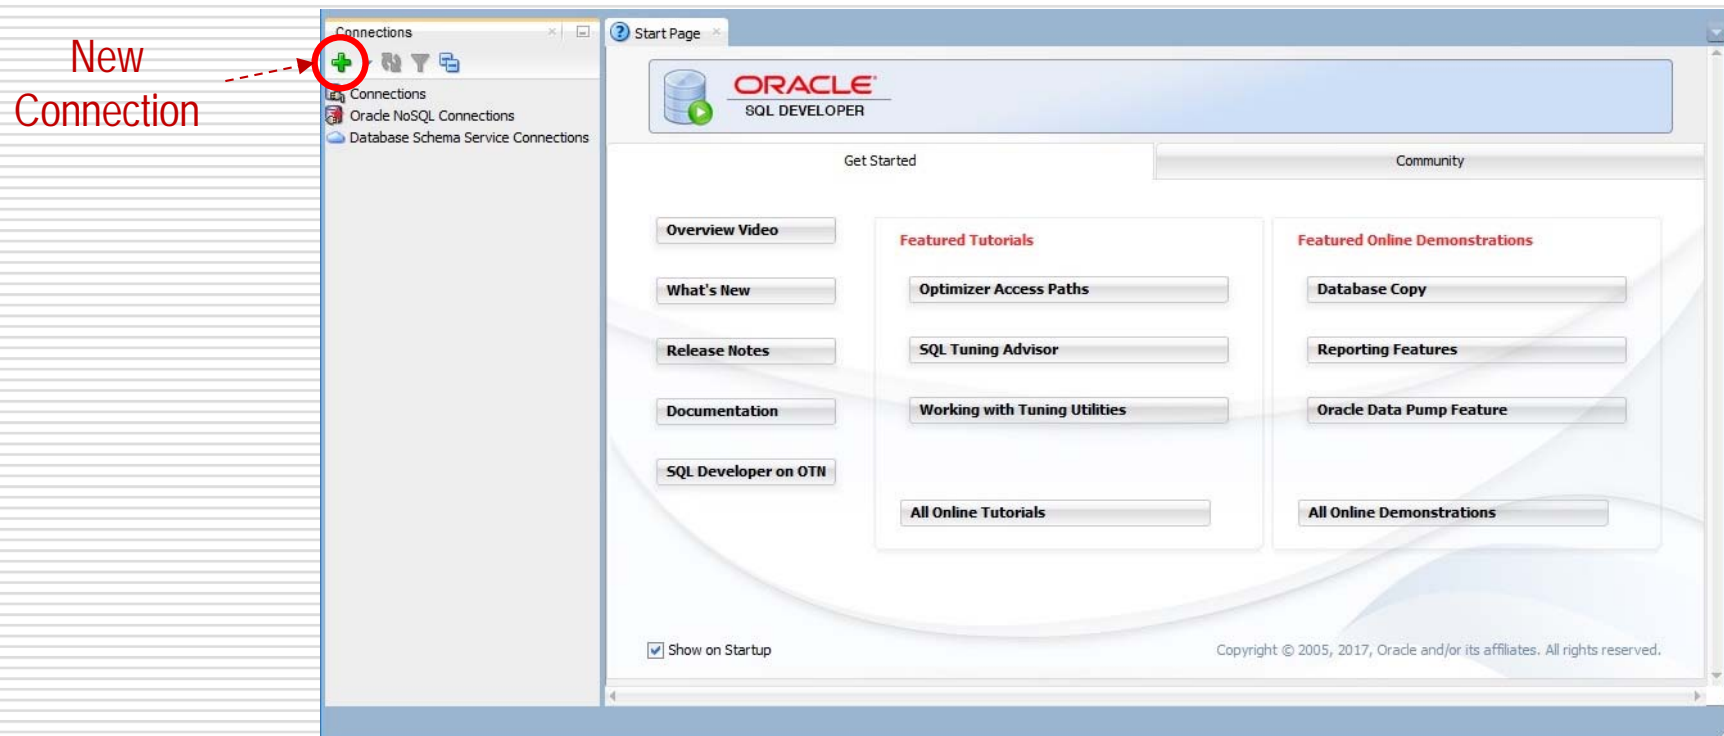 New
Connection
Connections
Connections
Oracle NoSQL Connections
Database Schema Service Connections
Start Page
ORACLE
SQL DEVELOPER
Get Started
Community
Overview Video
What's New
Release Notes
Documentation
SQL Developer on OTN
Featured Tutorials
Optimizer Access Paths
SQL Tuning Advisor
Working with Tuning Utilities
All Online Tutorials
Featured Online Demonstrations
Database Copy
Reporting Features
Oracle Data Pump Feature
All Online Demonstrations
Show on Startup
Copyright © 2005, 2017, Oracle and/or its affiliates. All rights reserved.